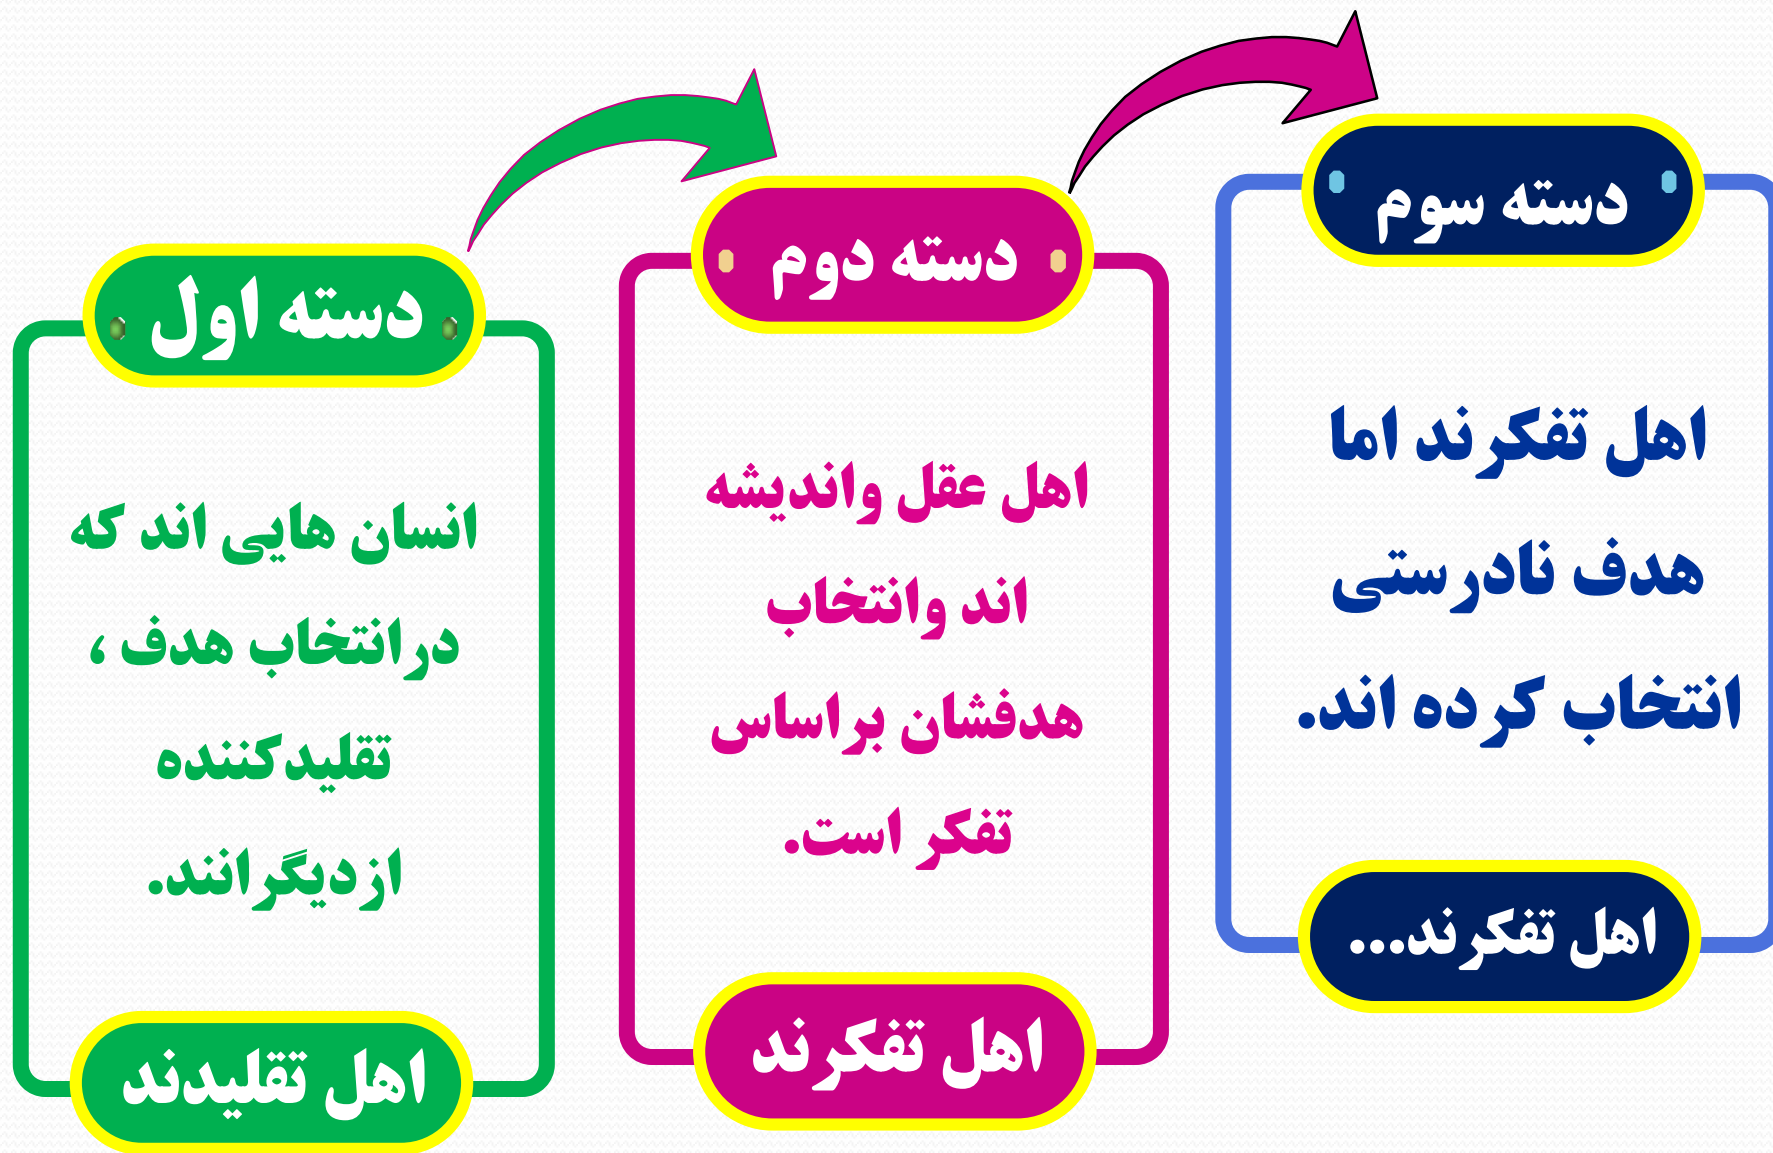 دسته اول
انسان هایی اند که
درانتخاب هدف ،
تقلیدکننده
ازدیگرانند.
اهل تقلیدند
دسته دوم
اهل عقل واندیشه
اند وانتخاب
هدفشان براساس
تفکر است.
اهل تفکرند
دسته سوم
اهل تفکرند اما
هدف نادرستی
انتخاب کرده اند.
اهل تفکرند...